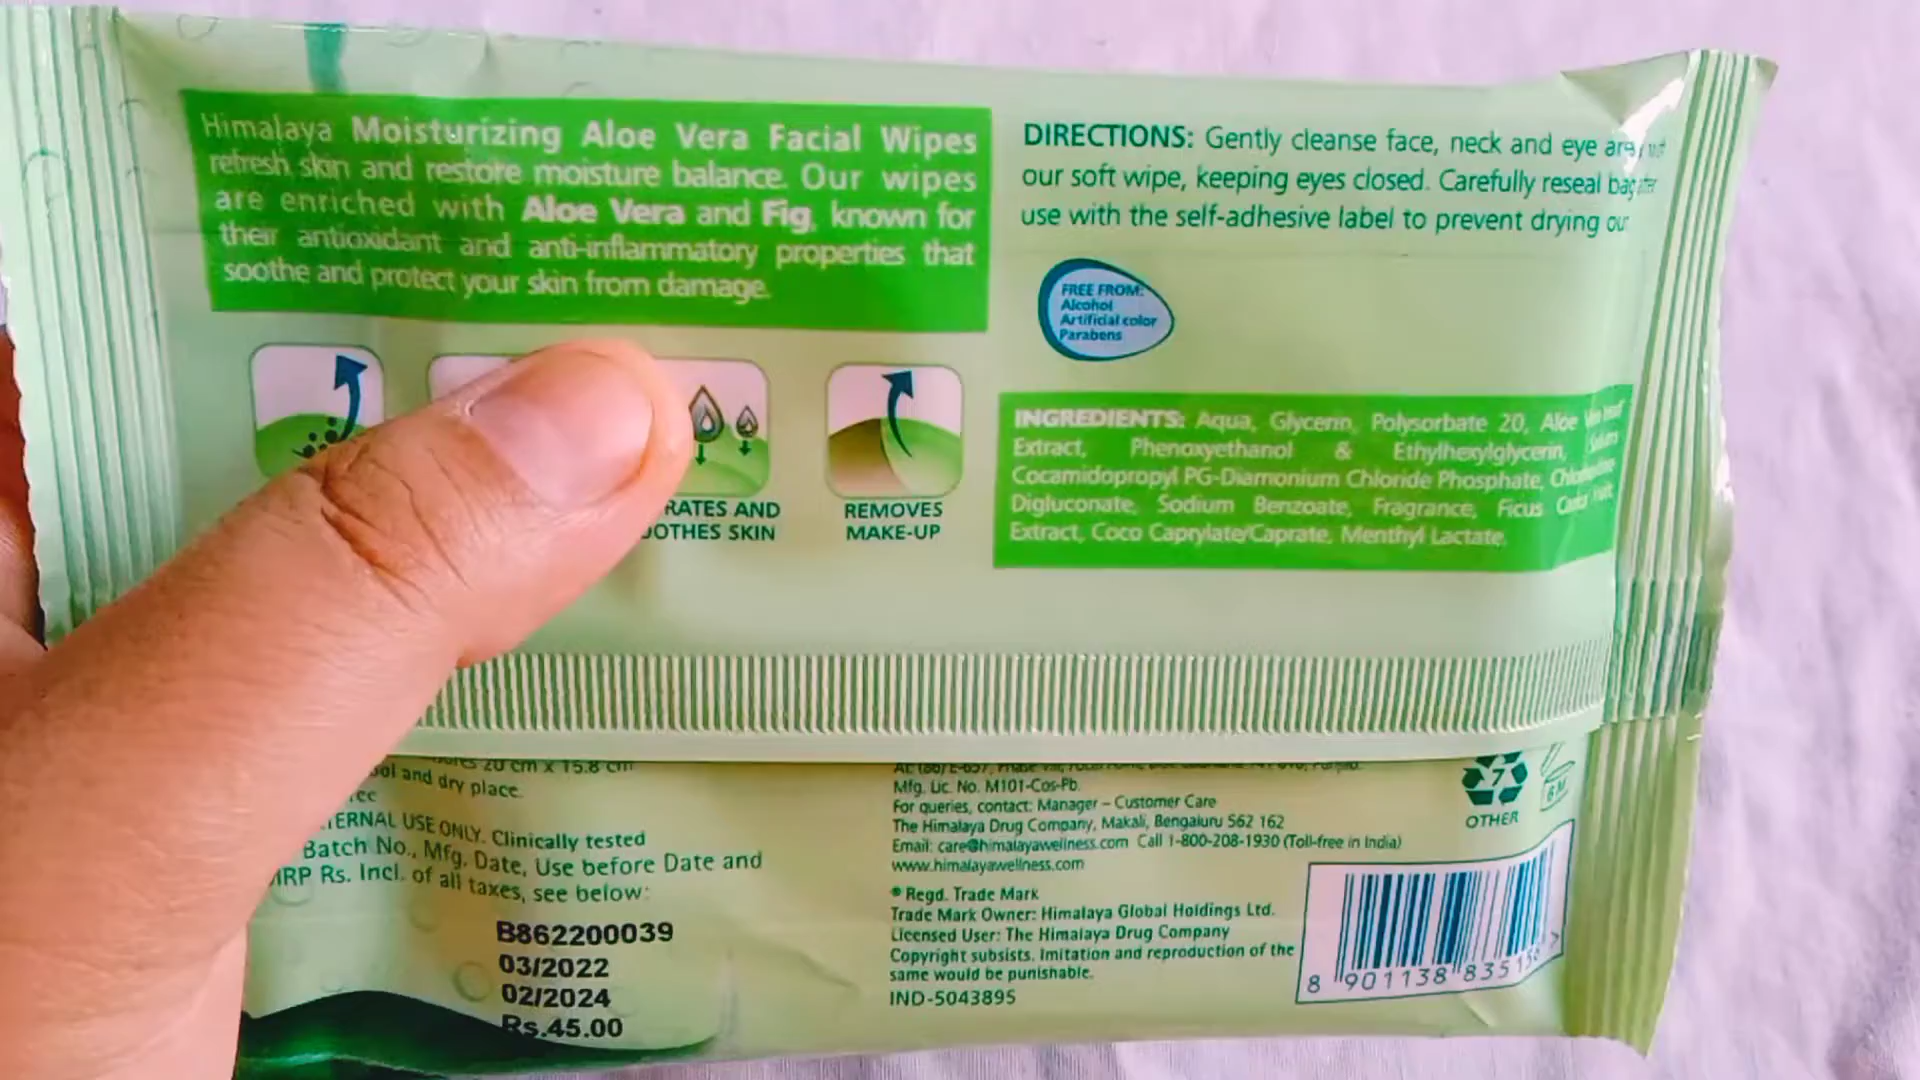 Himalaya Moisturizing Aloe Vera Facial Wipes
refresh skin and restore moisture balance. Our wipes
are enriched with Aloe Vera and Fig, known for
their antioxidant and anti-inflammatory properties that
soothe and protect your skin from damage.
RATES AND
OOTHES SKIN
REMOVES
MAKE-UP
DIRECTIONS: Gently cleanse face, neck and eye
our soft wipe, keeping eyes closed. Carefully reseal bag
use with the self-adhesive label to prevent drying
FREE FROM:
Alcohol
Artificial color
Parabens
INGREDIENTS: Aqua, Glycerin, Polysorbate 20, Aloe
Extract, Phenoxyethanol & Ethylhexylglycerin,
Cocamidopropyl PG-Diamonium Chloride Phosphate,
Digluconate, Sodium Benzoate, Fragrance, Ficus
Extract, Coco Caprylate/Caprate, Menthyl Lactate.
20 cm x 15.8 cm
and dry place.
TERNAL USE ONLY. Clinically tested
Batch No., Mfg. Date, Use before Date and
MRP Rs. Incl. of all taxes, see below:
B862200039
03/2022
02/2024
Rs.45.00
Mfg. Lic. No. M101-Cos-Pb.
For queries, contact: Manager – Customer Care
The Himalaya Drug Company, Makali, Bengaluru 562 162
Email: care@himalayawellness.com Call 1-800-208-1930 (Toll-free in India)
www.himalayawellness.com
® Regd. Trade Mark
Trade Mark Owner: Himalaya Global Holdings Ltd.
Licensed User: The Himalaya Drug Company
Copyright subsists. Imitation and reproduction of the
same would be punishable.
IND-5043895
7
OTHER
6M
8 901138 8351